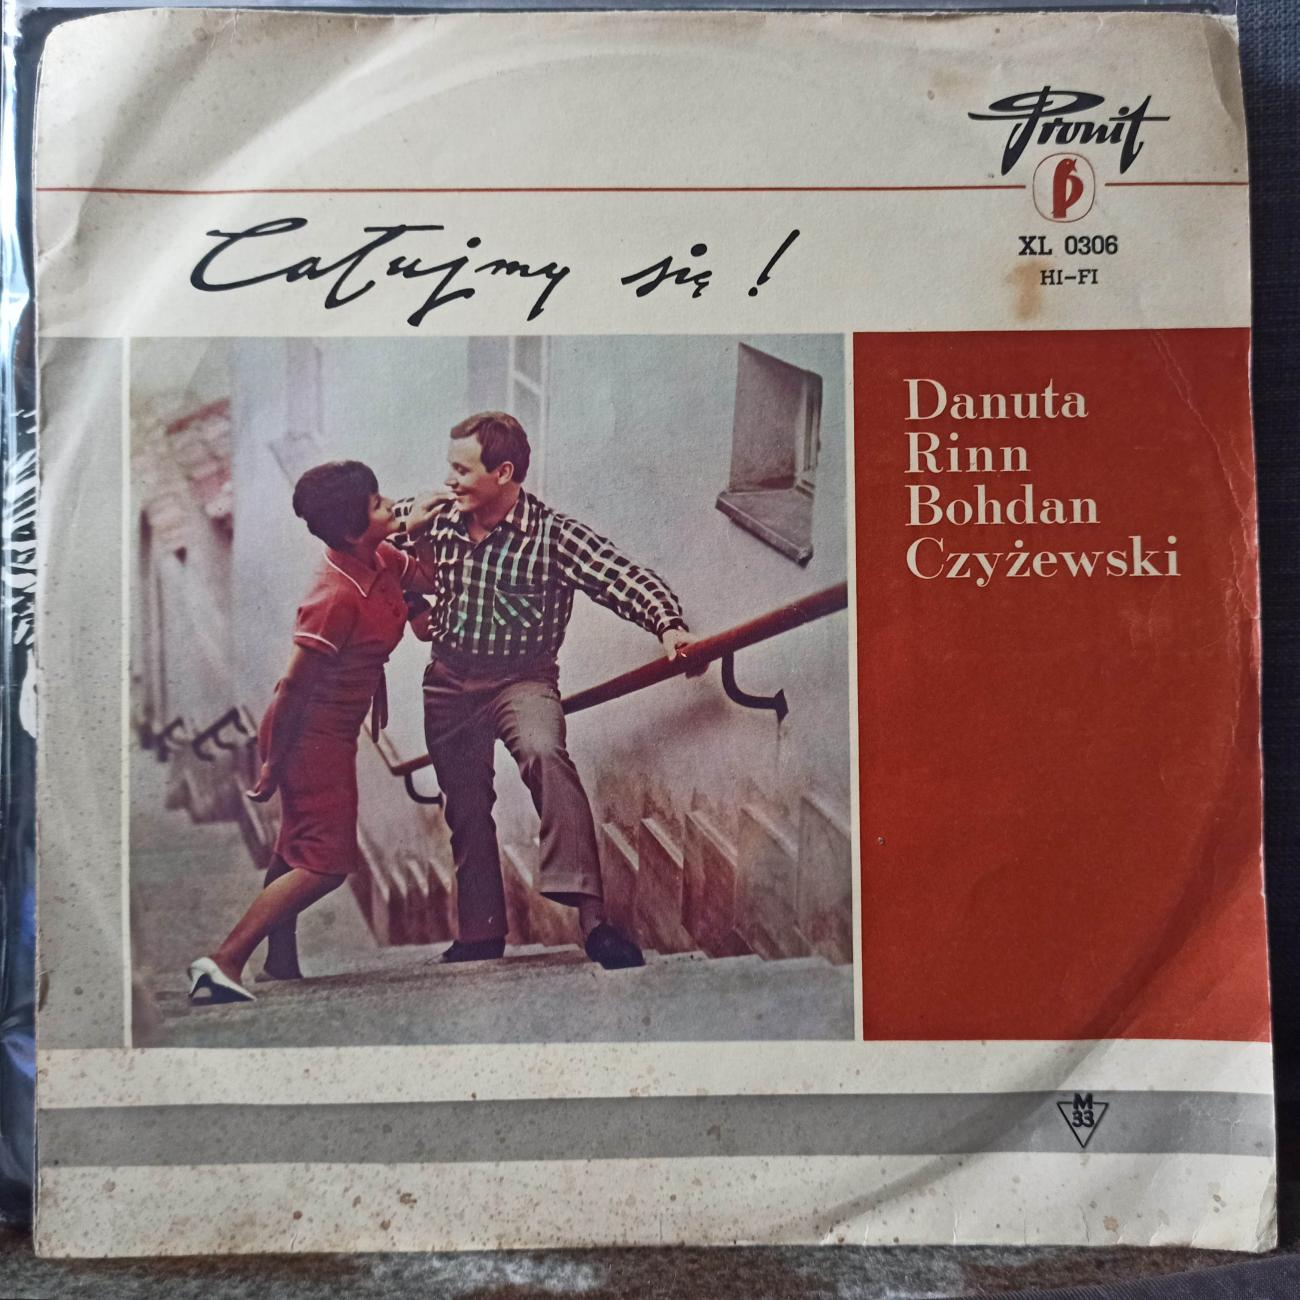 Pronit
XL 0306
HI-FI
Całujmy się!
Danuta
Rinn
Bohdan
Czyżewski
M
33